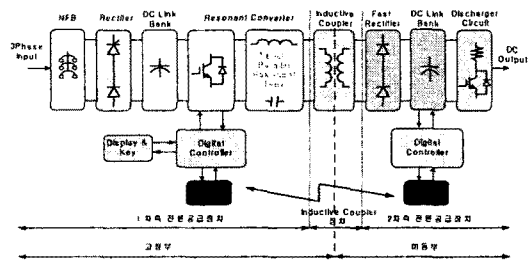 NFB
Rectifier
DC Link
Bank
Resonant Converter
Inductive
Coupler
Fast
Rectifier
DC Link
Bank
Discharger
Circuit
3Phase
Input
DC
Output
Display &
Key
Digital
Controller
Digital
Controller
1차측 전원공급장치
Inductive Coupler
장치
2차측 전원공급장치
고정부
이동부